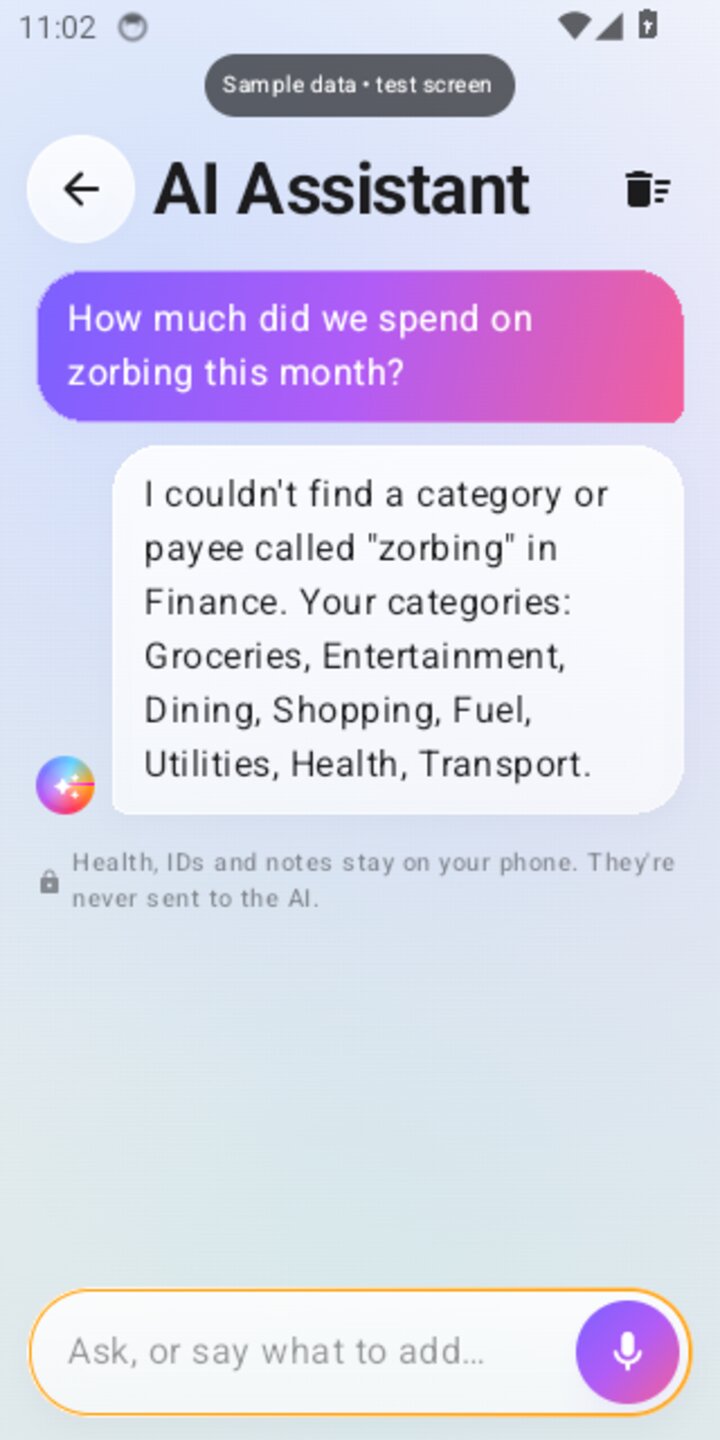 11:02
Sample data • test screen
AI Assistant
How much did we spend on
zorbing this month?
I couldn't find a category or
payee called "zorbing" in
Finance. Your categories:
Groceries, Entertainment,
Dining, Shopping, Fuel,
Utilities, Health, Transport.
Health, IDs and notes stay on your phone. They're
never sent to the AI.
Ask, or say what to add...